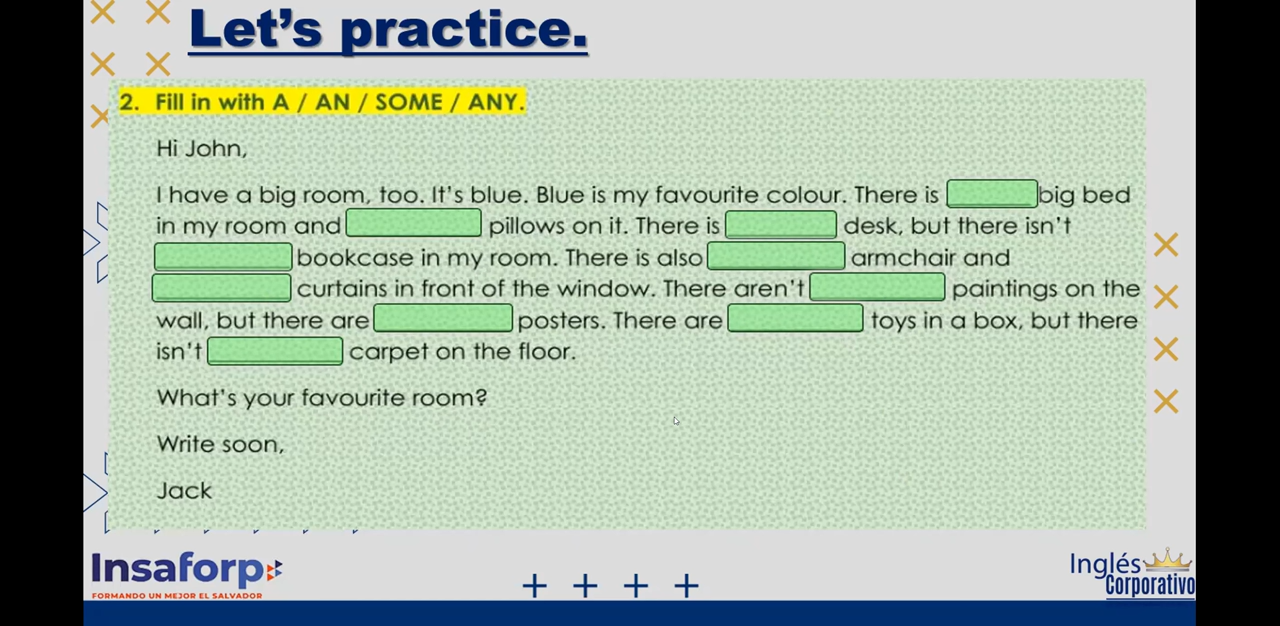 Let's practice.
2. Fill in with A / AN / SOME / ANY.
Hi John,
I have a big room, too. It's blue. Blue is my favourite colour. There is big bed
in my room and pillows on it. There is desk, but there isn't
bookcase in my room. There is also armchair and
curtains in front of the window. There aren't paintings on the
wall, but there are posters. There are toys in a box, but there
isn't carpet on the floor.
What's your favourite room?
Write soon,
Jack
Insaforp
FORMANDO UN MEJOR EL SALVADOR
Inglés
Corporativo